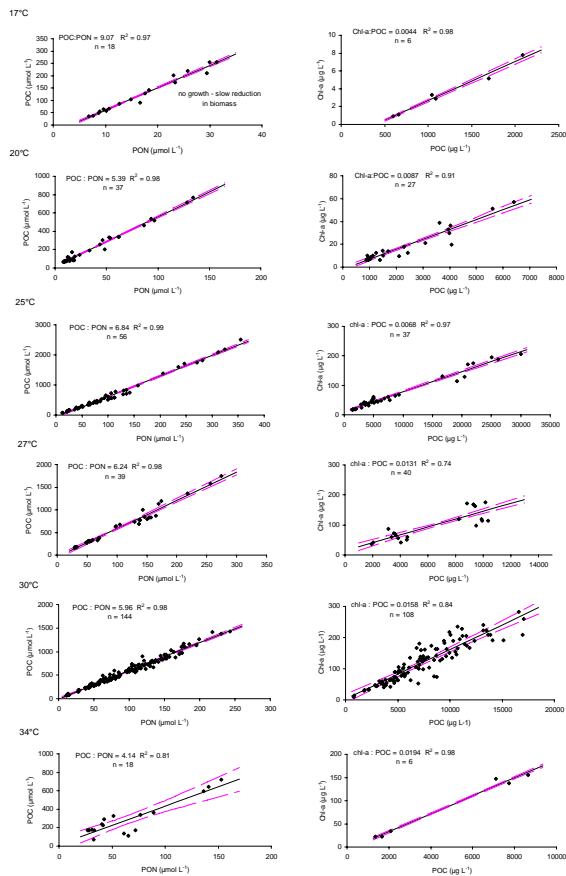 17°C
POC:PON = 9.07 R² = 0.97
n = 18
no growth - slow reduction
in biomass
POC (µmol L⁻¹)
350
300
250
200
150
100
50
0
0 10 20 30 40
PON (µmol L⁻¹)
Chl-a:POC = 0.0044 R² = 0.98
n = 6
Chl-a (µg L⁻¹)
10
8
6
4
2
0
0 500 1000 1500 2000 2500
POC (µg L⁻¹)
20°C
POC : PON = 5.39 R² = 0.98
n = 37
POC (µmol L⁻¹)
1000
800
600
400
200
0
0 50 100 150 200
PON (µmol L⁻¹)
Chl-a:POC = 0.0087 R² = 0.91
n = 27
Chl-a (µg L⁻¹)
80
60
40
20
0
0 1000 2000 3000 4000 5000 6000 7000 8000
POC (µg L⁻¹)
25°C
POC : PON = 6.84 R² = 0.99
n = 56
POC (µmol L⁻¹)
3000
2000
1000
0
0 50 100 150 200 250 300 350 400
PON (µmol L⁻¹)
chl-a : POC = 0.0068 R² = 0.97
n = 37
Chl-a (µg L⁻¹)
300
200
100
0
0 5000 10000 15000 20000 25000 30000 35000
POC (µg L⁻¹)
27°C
POC : PON = 6.24 R² = 0.98
n = 39
POC (µmol L⁻¹)
2000
1500
1000
500
0
0 50 100 150 200 250 300 350
PON (µmol L⁻¹)
chl-a : POC = 0.0131 R² = 0.74
n = 40
Chl-a (µg L⁻¹)
300
200
100
0
0 2000 4000 6000 8000 10000 12000 14000
POC (µg L⁻¹)
30°C
POC : PON = 5.96 R² = 0.98
n = 144
POC (µmol L⁻¹)
2000
1500
1000
500
0
0 50 100 150 200 250 300
PON (µmol L⁻¹)
chl-a : POC = 0.0158 R² = 0.84
n = 108
Chl-a (µg L-1)
300
200
100
0
0 5000 10000 15000 20000
POC (µg L-1)
34°C
POC : PON = 4.14 R² = 0.81
n = 18
POC (µmol L⁻¹)
1000
800
600
400
200
0
0 50 100 150 200
PON (µmol L⁻¹)
chl-a : POC = 0.0194 R² = 0.98
n = 6
Chl-a (µg L⁻¹)
200
150
100
50
0
0 2000 4000 6000 8000 10000
POC (µg L⁻¹)